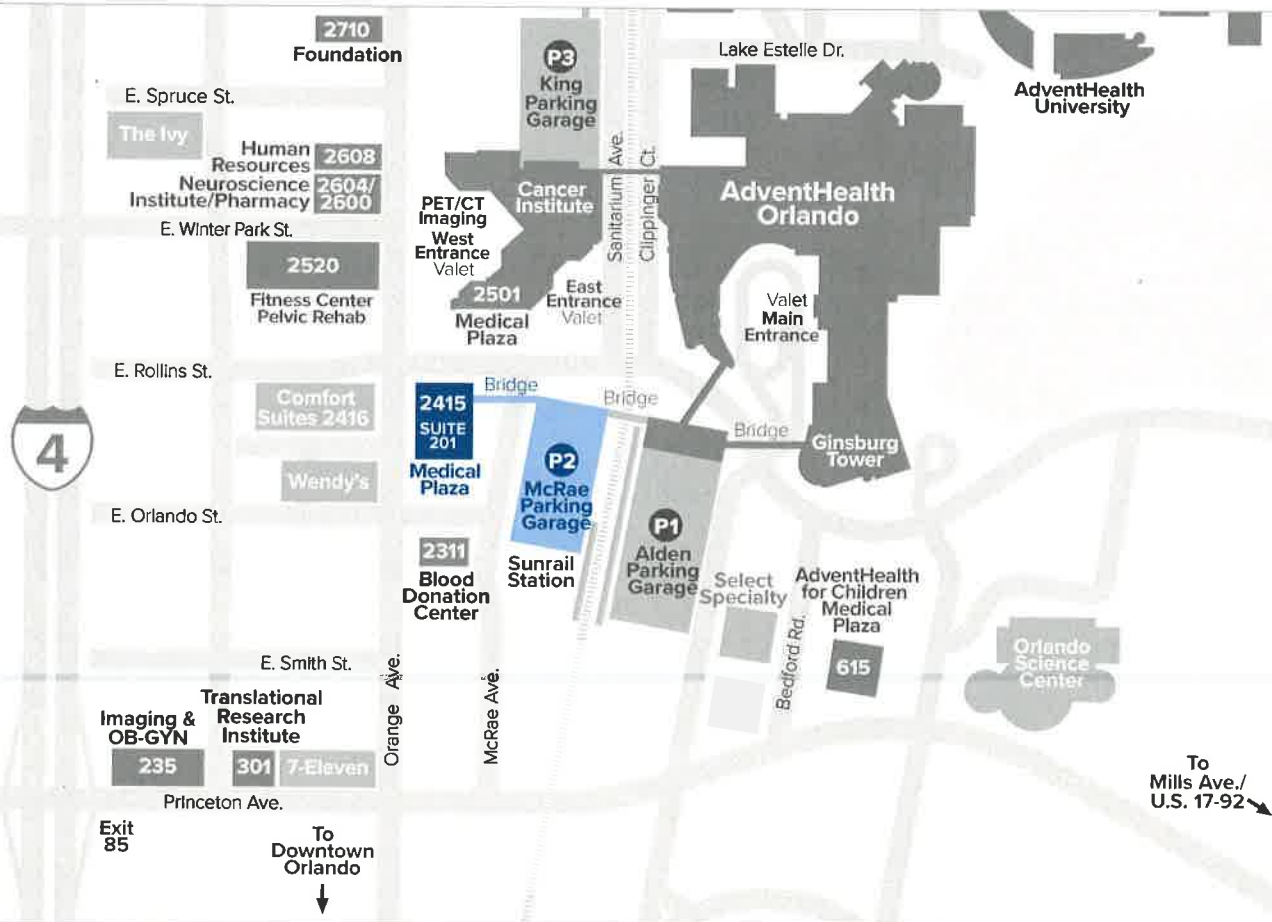 2710
Foundation
P3
King
Parking
Garage
Lake Estelle Dr.
AdventHealth
University
E. Spruce St.
The Ivy
Human
Resources
2608
Neuroscience
Institute/Pharmacy
2604/
2600
E. Winter Park St.
PET/CT
Imaging
West
Entrance
Valet
Cancer
Institute
Sanitarium Ave.
Clippinger Ct.
AdventHealth
Orlando
2520
Fitness Center
Pelvic Rehab
2501
Medical
Plaza
East
Entrance
Valet
Valet
Main
Entrance
E. Rollins St.
Comfort
Suites 2416
2415
SUITE
201
Medical
Plaza
Bridge
Bridge
Bridge
Ginsburg
Tower
4
Wendy's
P2
McRae
Parking
Garage
E. Orlando St.
P1
Alden
Parking
Garage
2311
Blood
Donation
Center
Sunrail
Station
Select
Specialty
AdventHealth
for Children
Medical
Plaza
615
Bedford Rd.
Orlando
Science
Center
E. Smith St.
Orange Ave.
McRae Ave.
Imaging &
OB-GYN
235
Translational
Research
Institute
301
7-Eleven
Princeton Ave.
Exit
85
To
Downtown
Orlando
To
Mills Ave./
U.S. 17-92